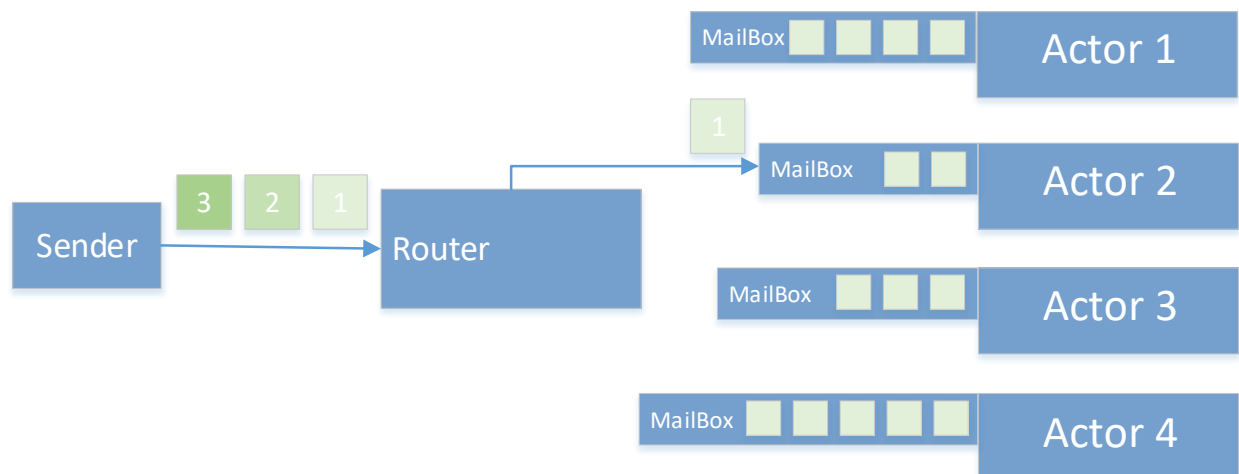 MailBox
Actor 1
1
MailBox
Actor 2
3 2 1
Sender
Router
MailBox
Actor 3
MailBox
Actor 4